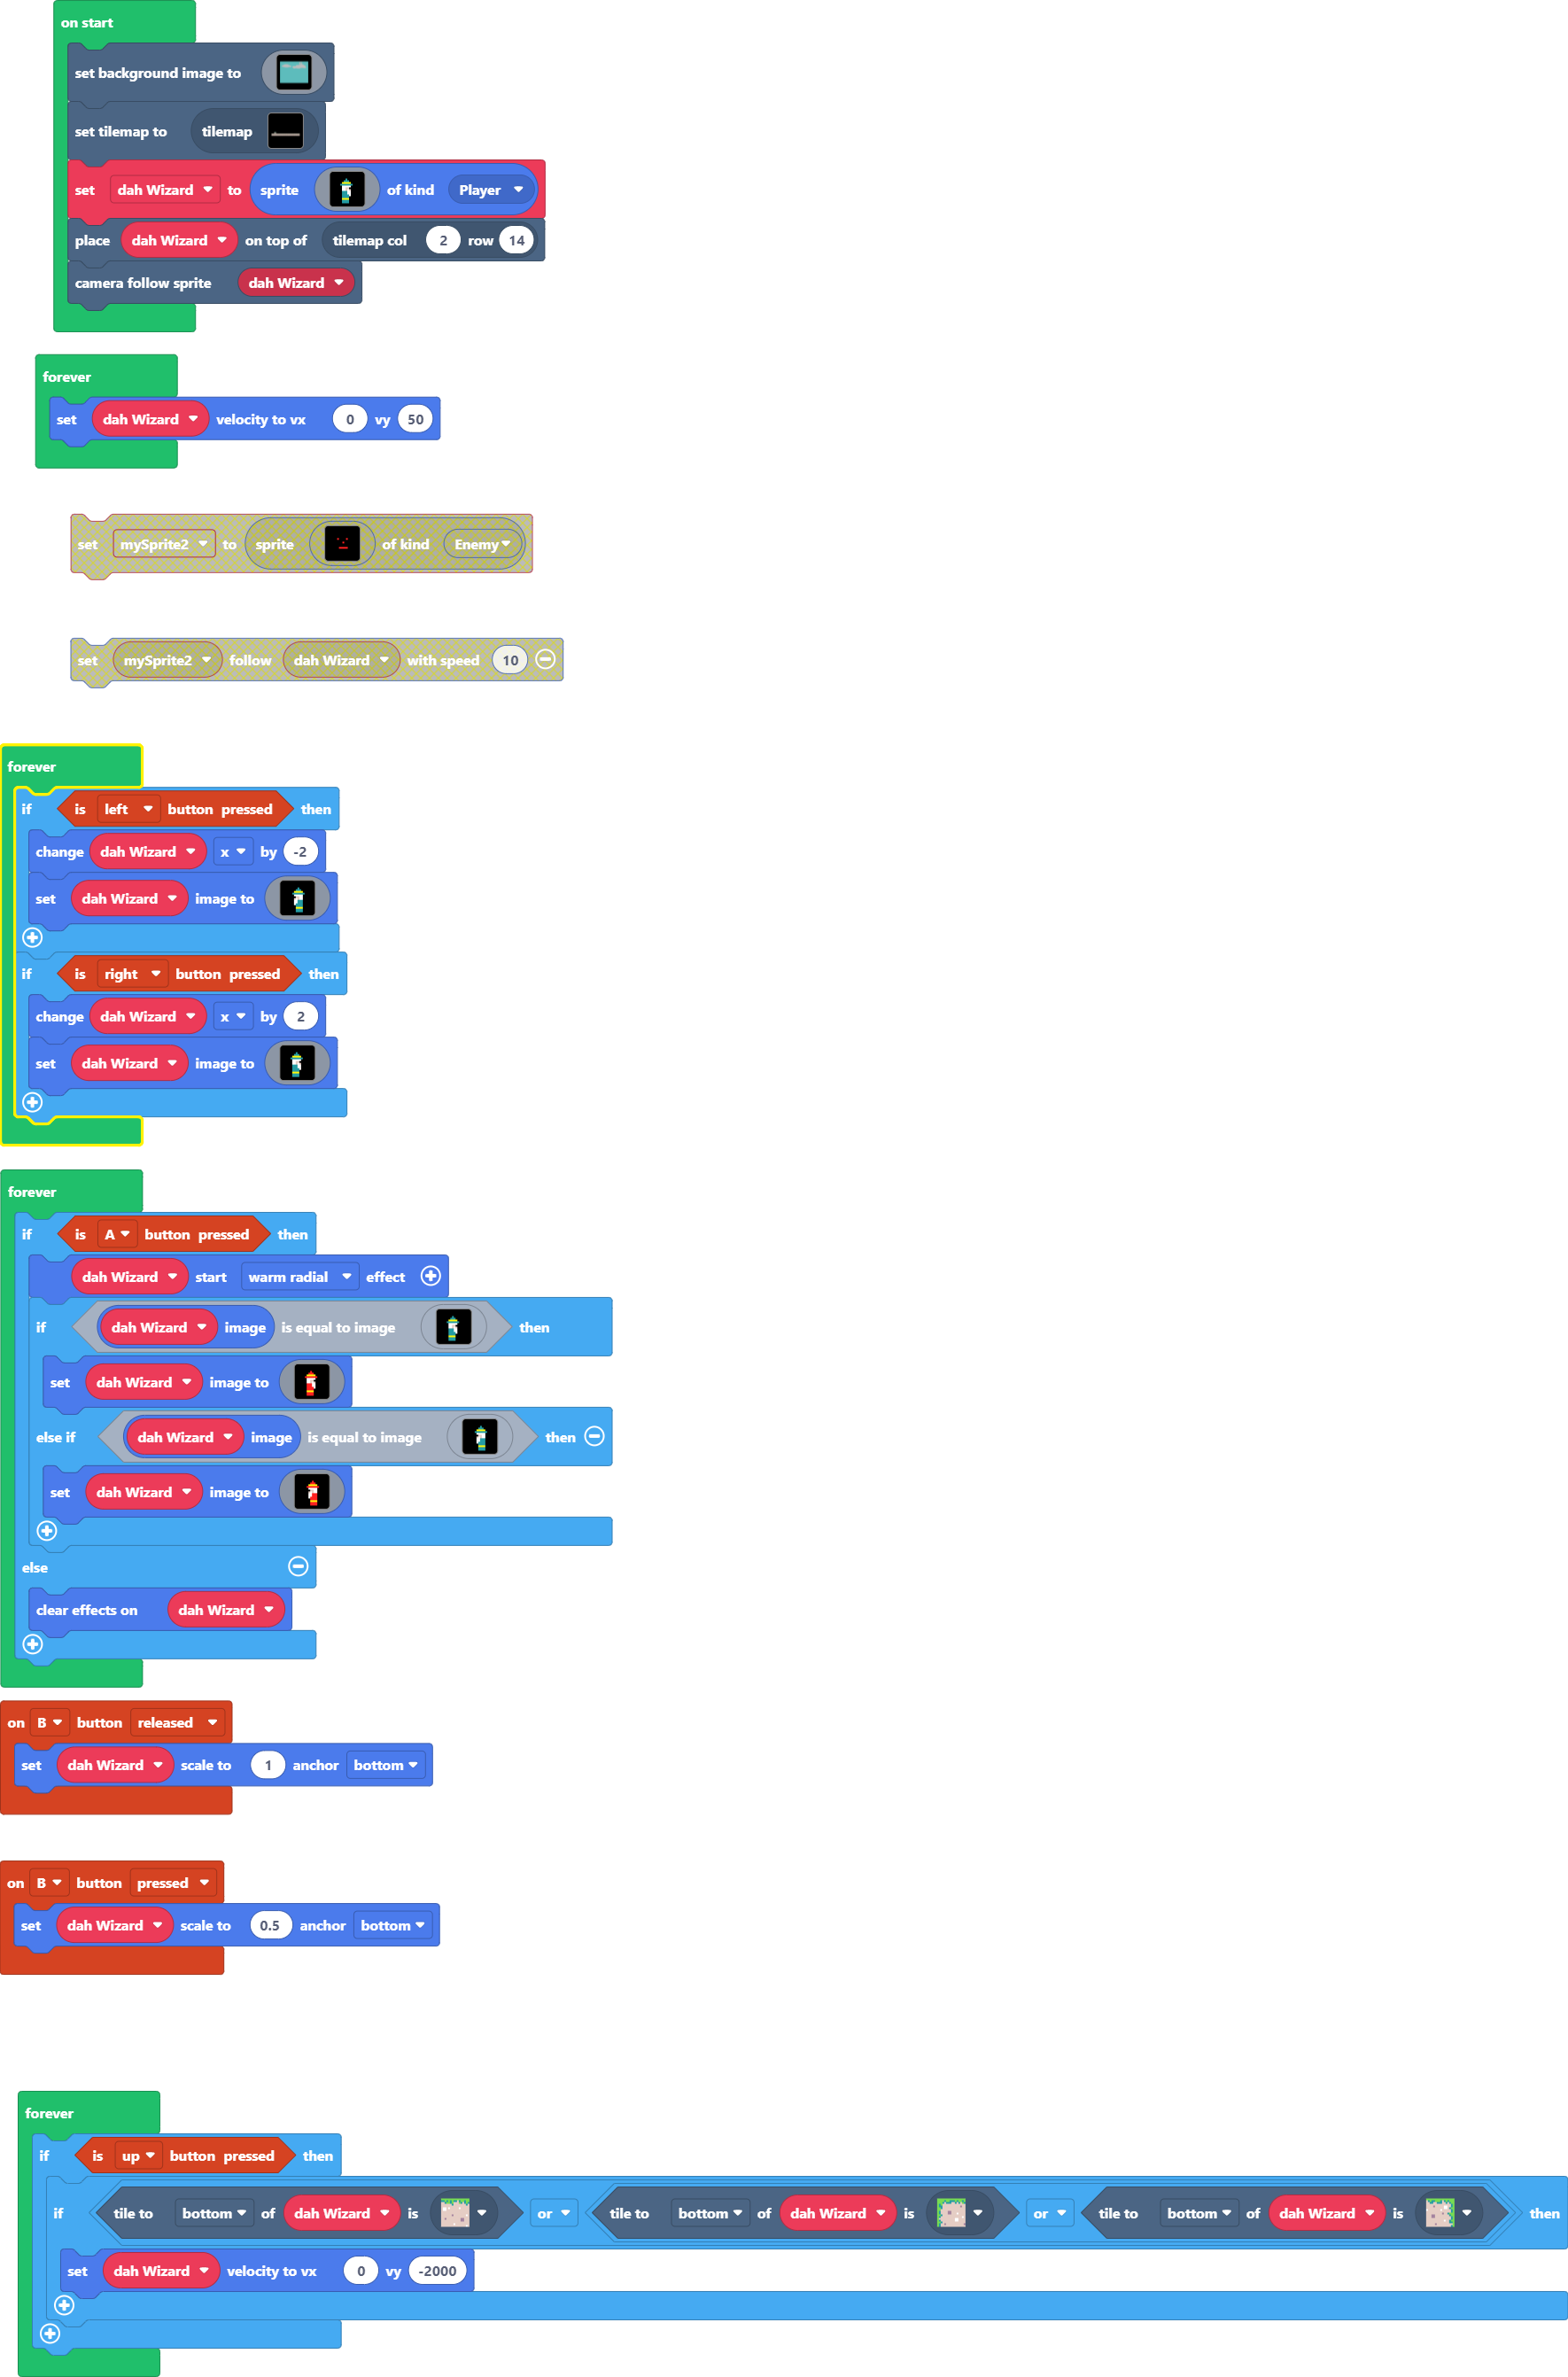 on start
set background image to
set tilemap to tilemap
set dah Wizard to sprite of kind Player
place dah Wizard on top of tilemap col 2 row 14
camera follow sprite dah Wizard
forever
set dah Wizard velocity to vx 0 vy 50
set mySprite2 to sprite of kind Enemy
set mySprite2 follow dah Wizard with speed 10
forever
if is left button pressed then
change dah Wizard x by -2
set dah Wizard image to
if is right button pressed then
change dah Wizard x by 2
set dah Wizard image to
forever
if is A button pressed then
dah Wizard start warm radial effect
if dah Wizard image is equal to image then
set dah Wizard image to
else if dah Wizard image is equal to image then
set dah Wizard image to
else
clear effects on dah Wizard
on B button released
set dah Wizard scale to 1 anchor bottom
on B button pressed
set dah Wizard scale to 0.5 anchor bottom
forever
if is up button pressed then
if tile to bottom of dah Wizard is or tile to bottom of dah Wizard is or tile to bottom of dah Wizard is then
set dah Wizard velocity to vx 0 vy -2000